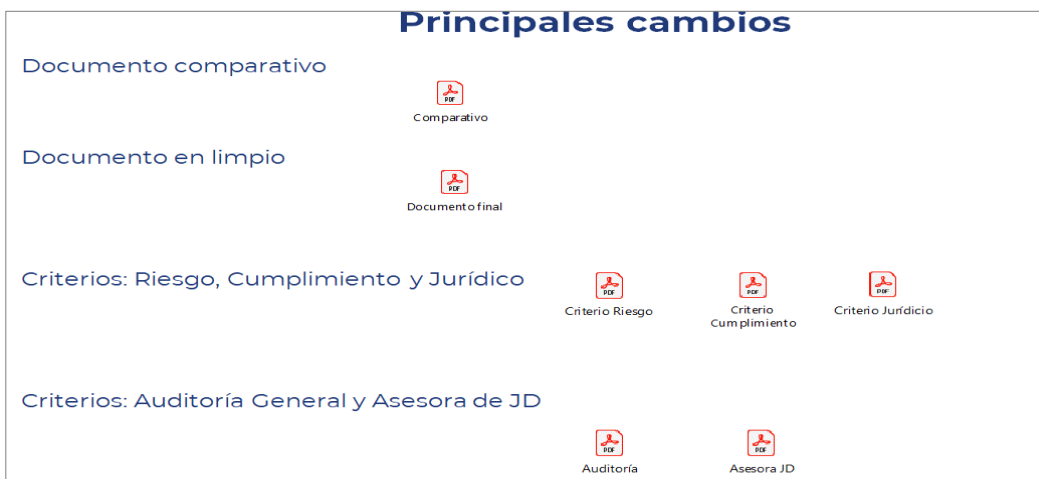 Principales cambios
Documento comparativo
PDF
Comparativo
Documento en limpio
PDF
Documento final
Criterios: Riesgo, Cumplimiento y Jurídico
PDF
Criterio Riesgo
PDF
Criterio
Cumplimiento
PDF
Criterio Jurídicio
Criterios: Auditoría General y Asesora de JD
PDF
Auditoría
PDF
Asesora JD